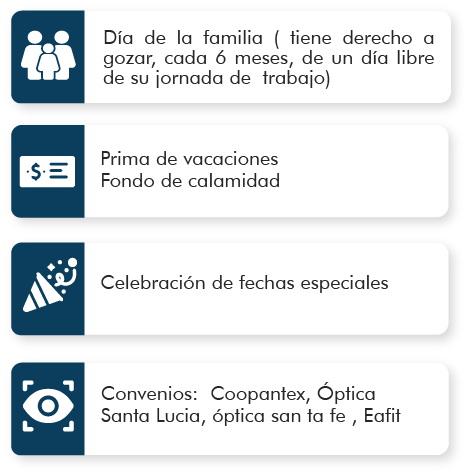 Día de la familia ( tiene derecho a
gozar, cada 6 meses, de un día libre
de su jornada de trabajo)
$
Prima de vacaciones
Fondo de calamidad
Celebración de fechas especiales
Convenios: Coopantex, Óptica
Santa Lucia, óptica san ta fe , Eafit